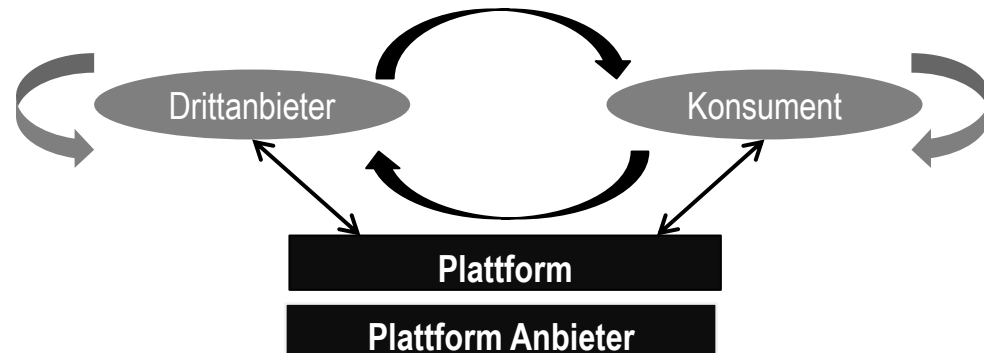 Drittanbieter
Konsument
Plattform
Plattform Anbieter